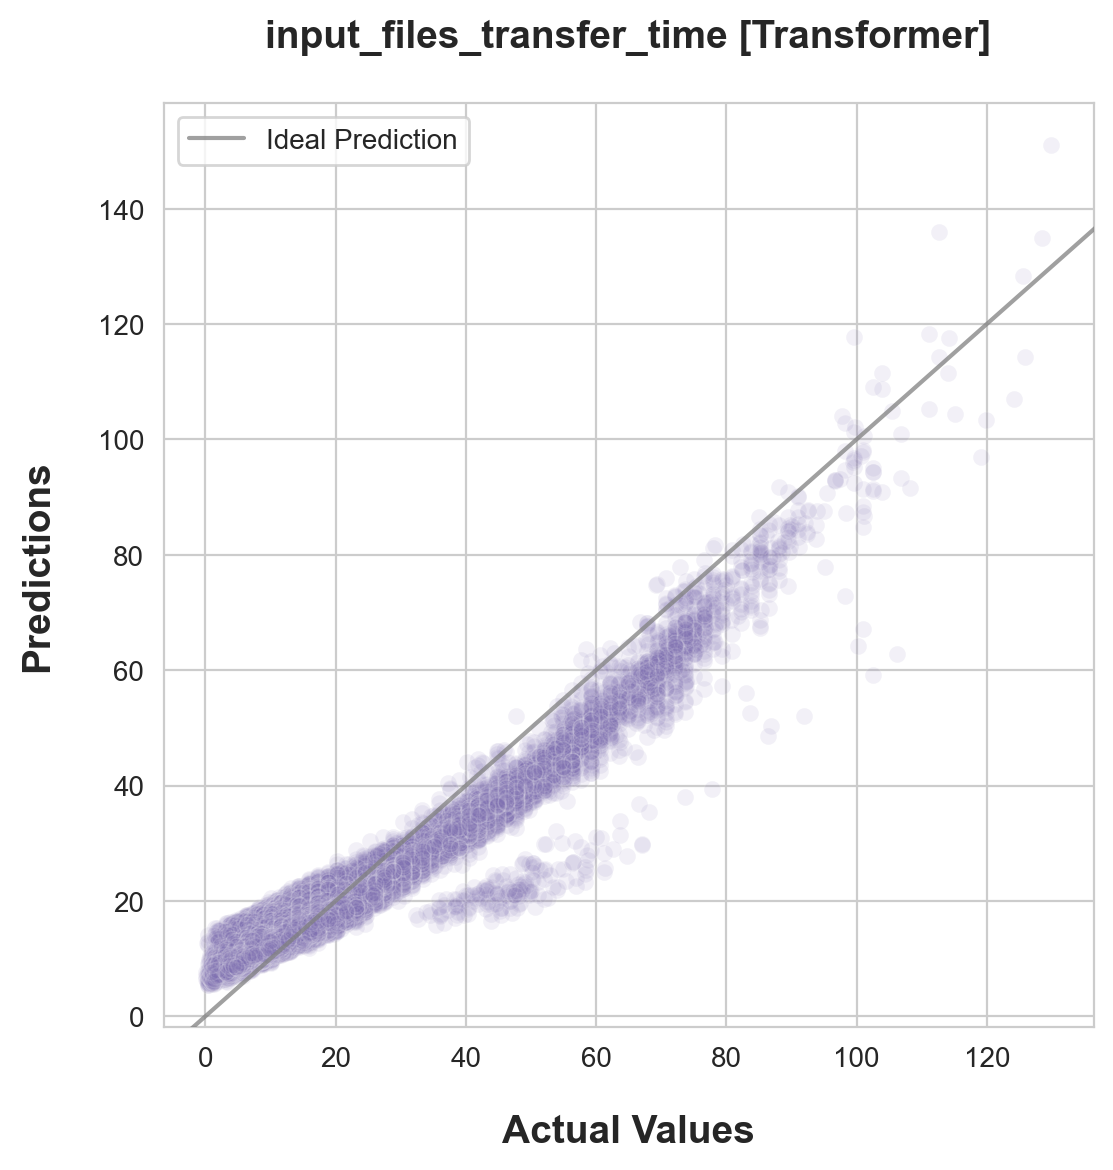 input_files_transfer_time [Transformer]
Ideal Prediction
140
120
100
80
60
40
20
0
Predictions
0 20 40 60 80 100 120
Actual Values